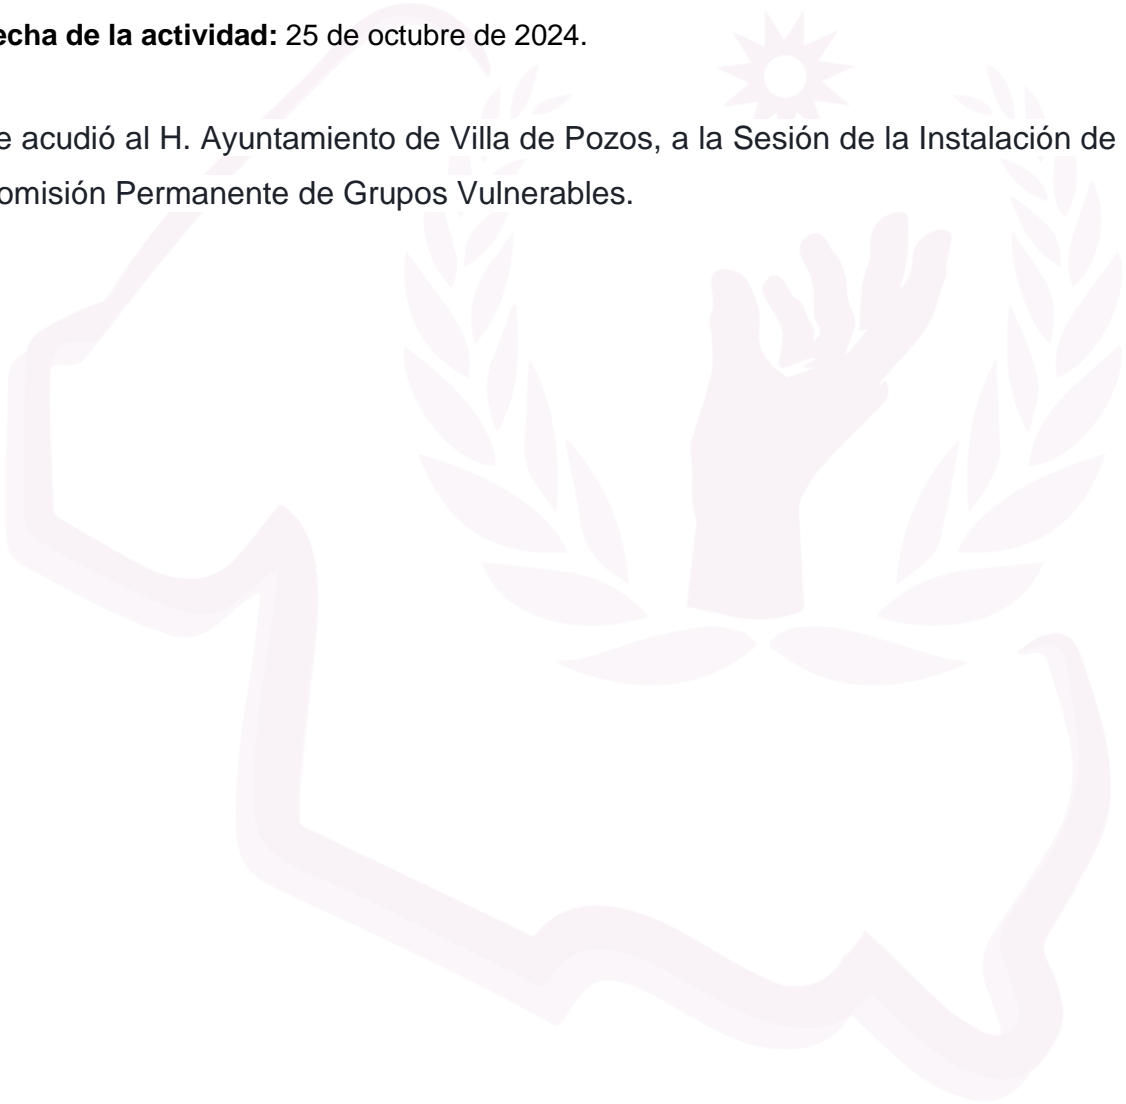 echa de la actividad: 25 de octubre de 2024.
e acudió al H. Ayuntamiento de Villa de Pozos, a la Sesión de la Instalación de
omisión Permanente de Grupos Vulnerables.